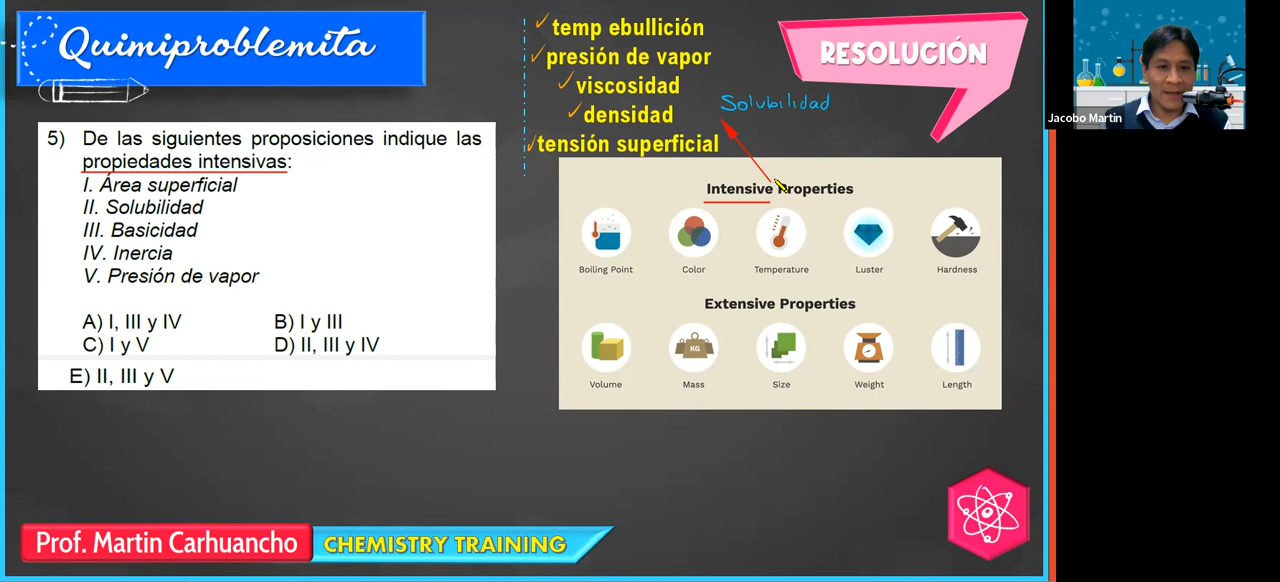 Quimiproblemita
temp ebullición
presión de vapor
viscosidad
densidad
tensión superficial
Solubilidad
RESOLUCIÓN
Jacobo Martin
5) De las siguientes proposiciones indique las
propiedades intensivas:
I. Área superficial
II. Solubilidad
III. Basicidad
IV. Inercia
V. Presión de vapor
A) I, III y IV B) I y III
C) I y V D) II, III y IV
E) II, III y V
Intensive Properties
Boiling Point Color Temperature Luster Hardness
Extensive Properties
KG
Volume Mass Size Weight Length
Prof. Martin Carhuancho
CHEMISTRY TRAINING